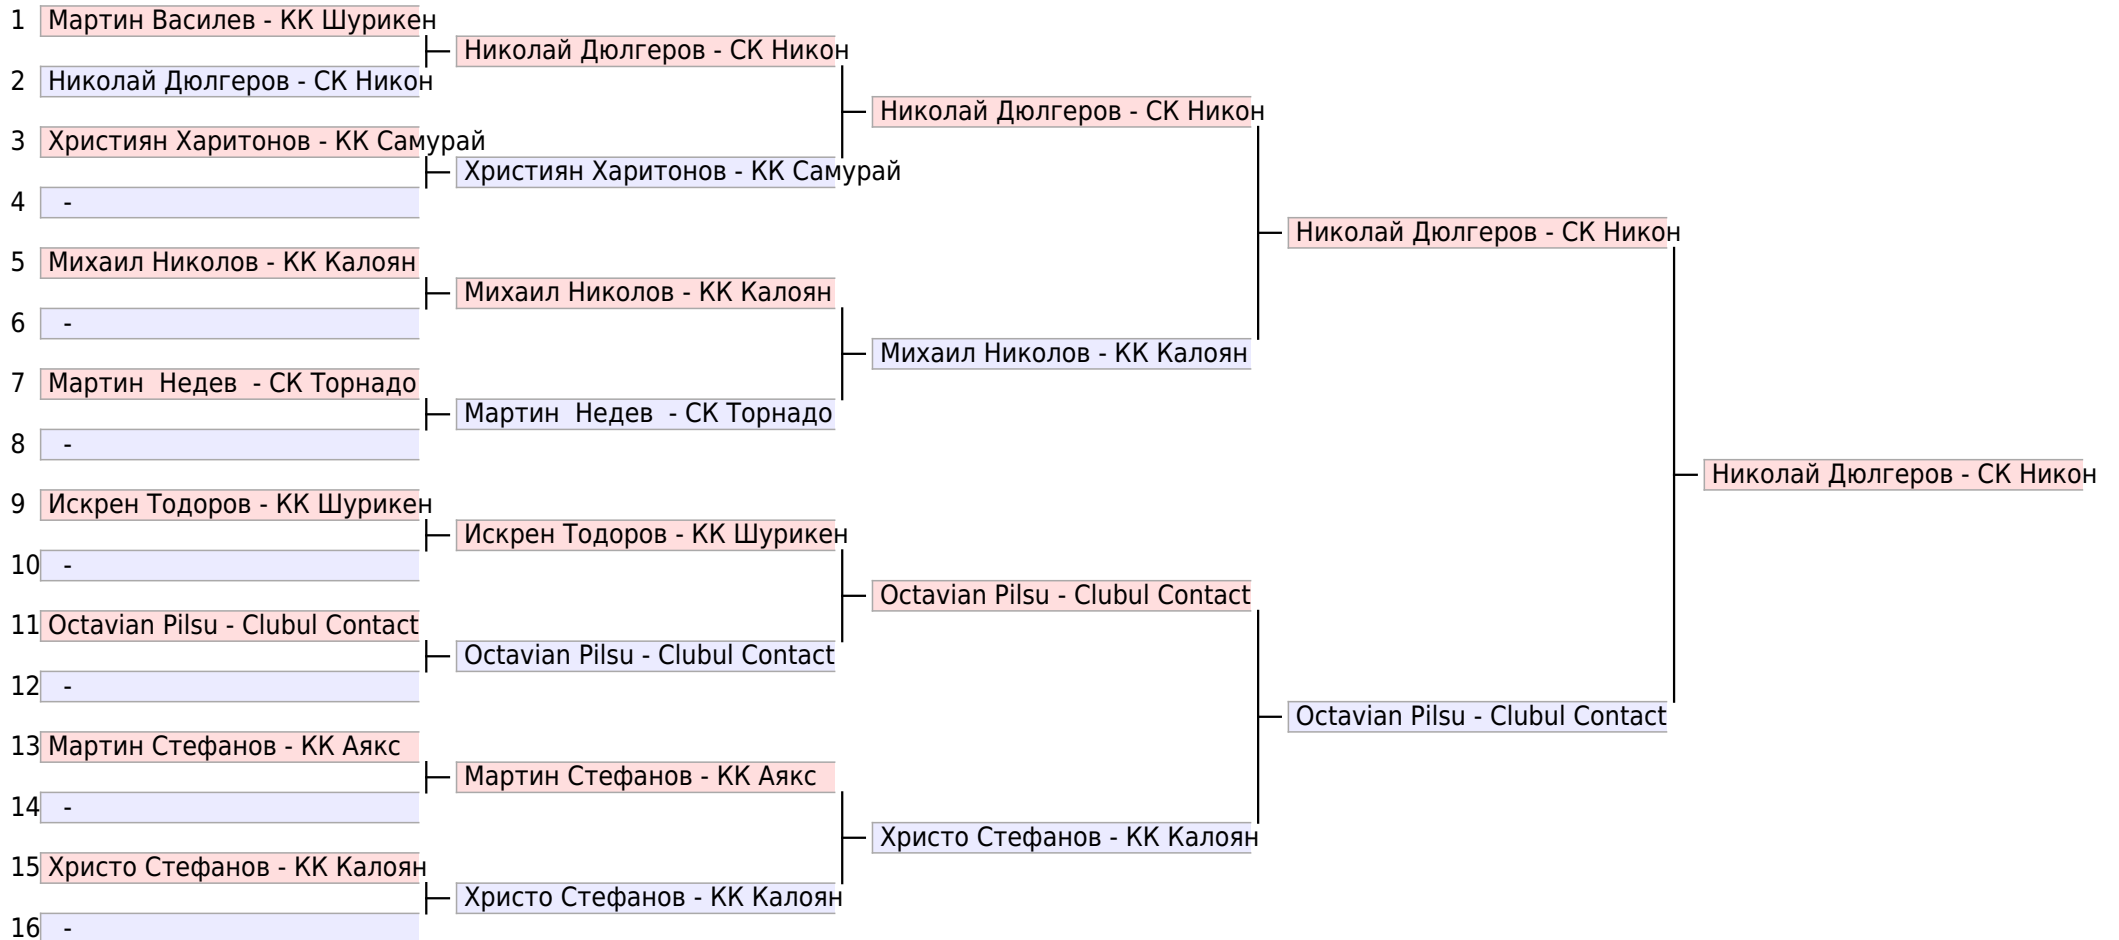 1 Мартин Василев - КК Шурикен
Николай Дюлгеров - СК Никон
2 Николай Дюлгеров - СК Никон
Николай Дюлгеров - СК Никон
3 Християн Харитонов - КК Самурай
Християн Харитонов - КК Самурай
4 -
Николай Дюлгеров - СК Никон
5 Михаил Николов - КК Калоян
Михаил Николов - КК Калоян
6 -
Михаил Николов - КК Калоян
7 Мартин  Недев  - СК Торнадо
Мартин  Недев  - СК Торнадо
8 -
Николай Дюлгеров - СК Никон
9 Искрен Тодоров - КК Шурикен
Искрен Тодоров - КК Шурикен
10 -
Octavian Pilsu - Clubul Contact
11 Octavian Pilsu - Clubul Contact
Octavian Pilsu - Clubul Contact
12 -
Octavian Pilsu - Clubul Contact
13 Мартин Стефанов - КК Аякс
Мартин Стефанов - КК Аякс
14 -
Христо Стефанов - КК Калоян
15 Христо Стефанов - КК Калоян
Христо Стефанов - КК Калоян
16 -